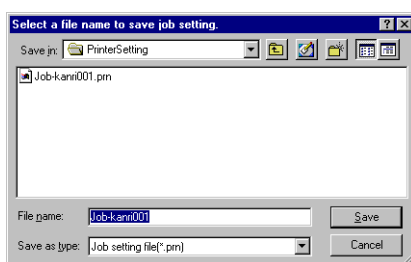 Select a file name to save job setting.
Save in: PrinterSetting
Job-kanri001.prn
File name: Job-kanri001 Save
Save as type: Job setting file(*.prn) Cancel